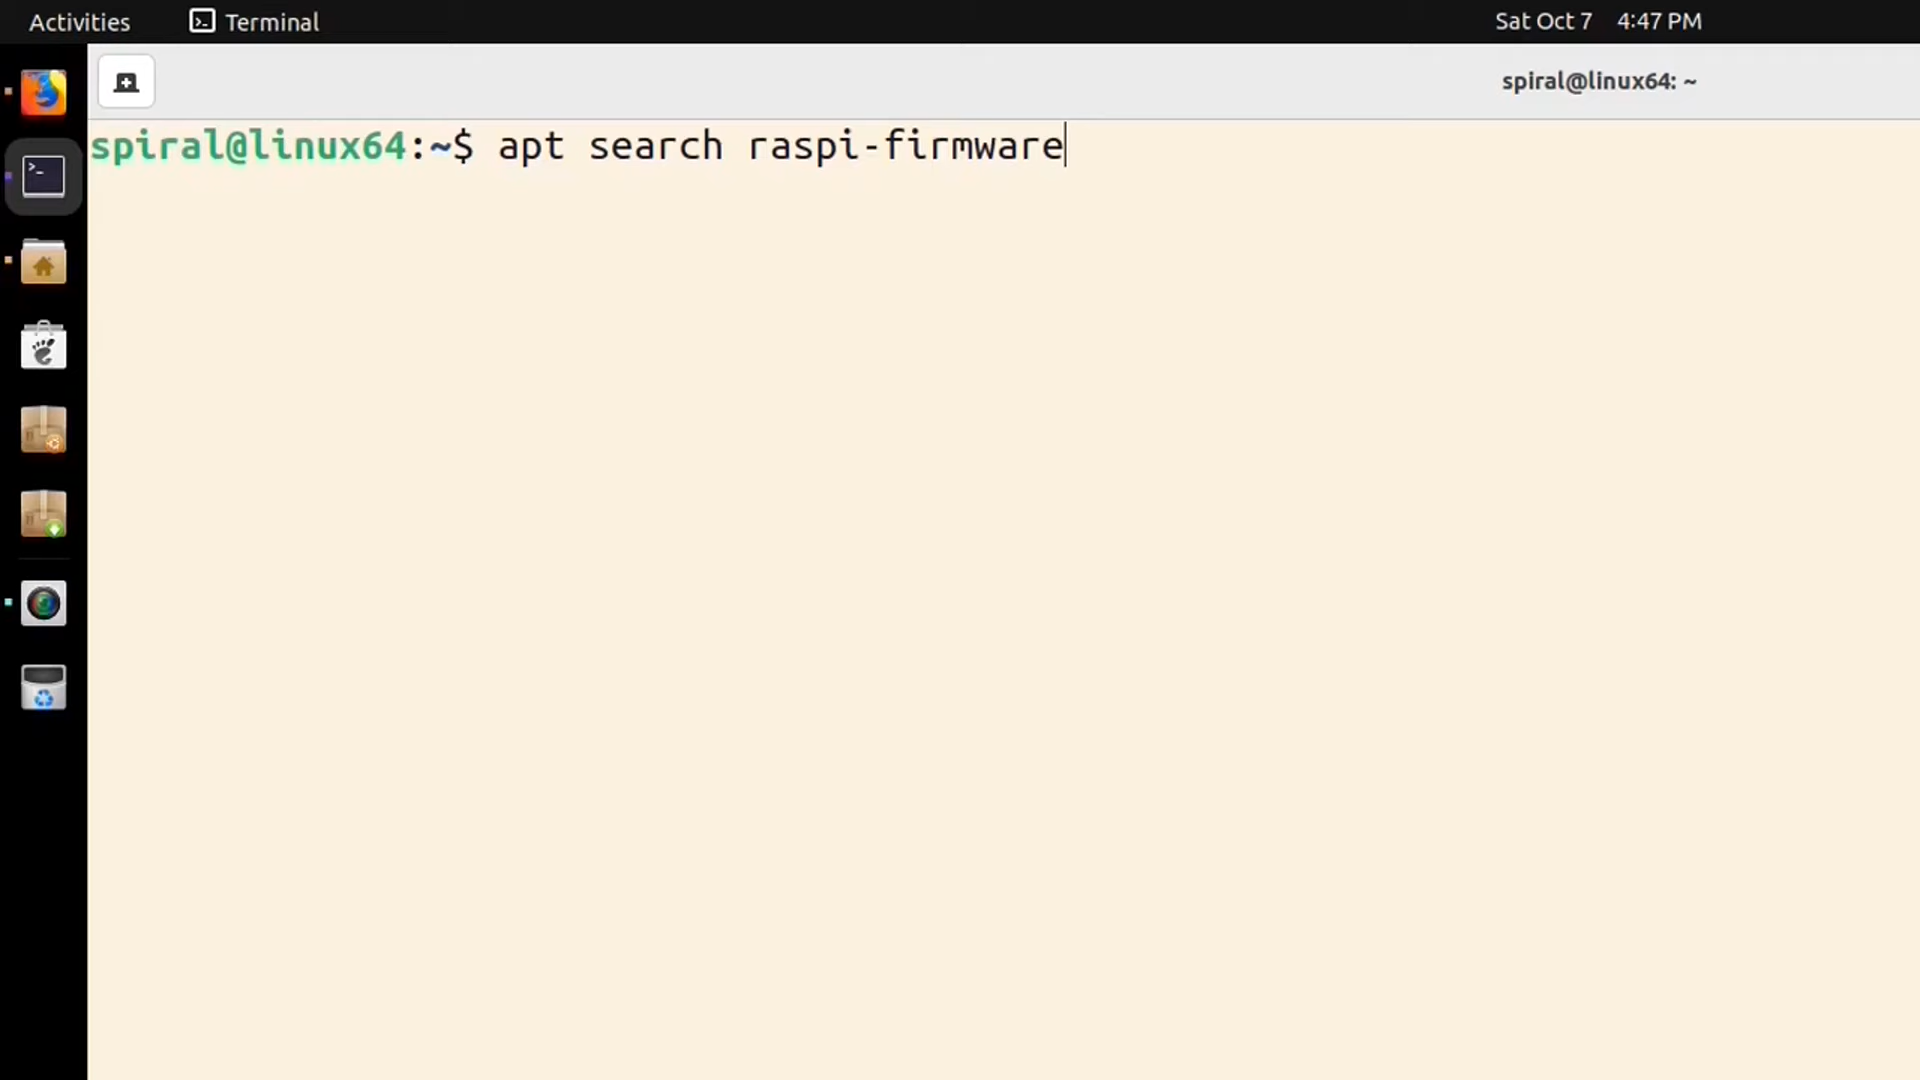 Activities Terminal Sat Oct 7 4:47 PM
spiral@linux64: ~
spiral@linux64:~$ apt search raspi-firmware